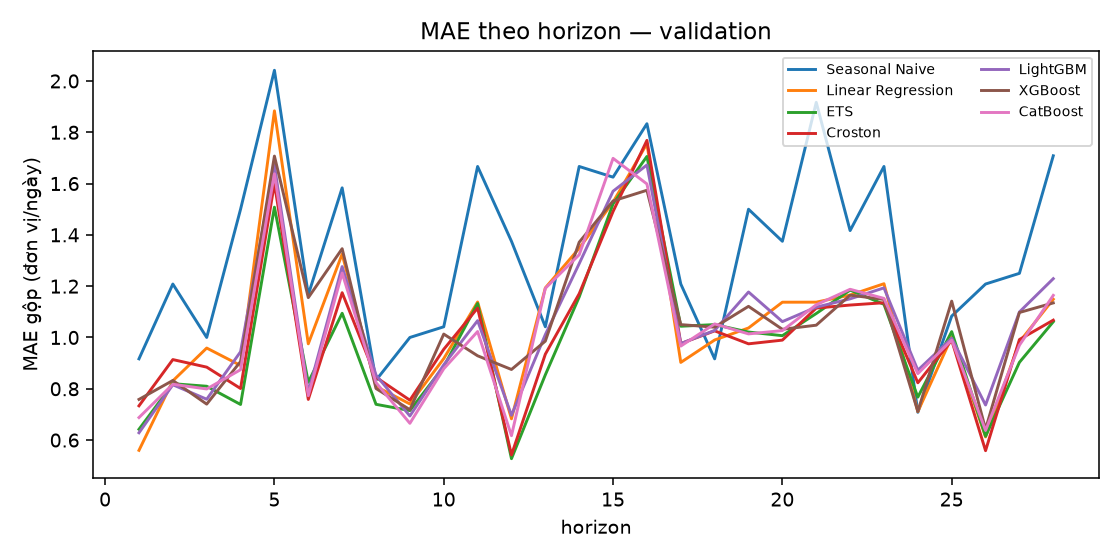 MAE theo horizon — validation
MAE gộp (đơn vị/ngày)
2.0
1.8
1.6
1.4
1.2
1.0
0.8
0.6
Seasonal Naive
Linear Regression
ETS
Croston
LightGBM
XGBoost
CatBoost
0 5 10 15 20 25
horizon